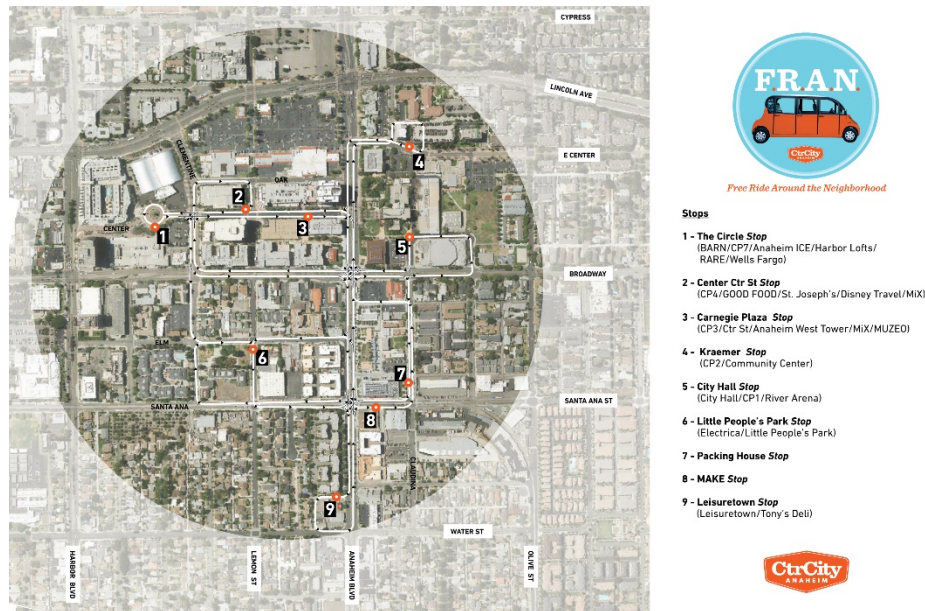 CYPRESS
LINCOLN AVE
E CENTER
CLEMENTINE
OAK
4
2
3
CENTER
1
5
BROADWAY
ELM
6
7
SANTA ANA
SANTA ANA ST
8
CLAUDINA
9
WATER ST
HARBOR BLVD
LEMON ST
ANAHEIM BLVD
OLIVE ST
F.R.A.N.
CtrCity
ANAHEIM
Free Ride Around the Neighborhood
Stops
1 - The Circle Stop
(BARN/CP7/Anaheim ICE/Harbor Lofts/
RARE/Wells Fargo)
2 - Center Ctr St Stop
(CP4/GOOD FOOD/St. Joseph's/Disney Travel/MiX)
3 - Carnegie Plaza Stop
(CP3/Ctr St/Anaheim West Tower/MiX/MUZEO)
4 - Kraemer Stop
(CP2/Community Center)
5 - City Hall Stop
(City Hall/CP1/River Arena)
6 - Little People's Park Stop
(Electrica/Little People's Park)
7 - Packing House Stop
8 - MAKE Stop
9 - Leisuretown Stop
(Leisuretown/Tony's Deli)
CtrCity
ANAHEIM